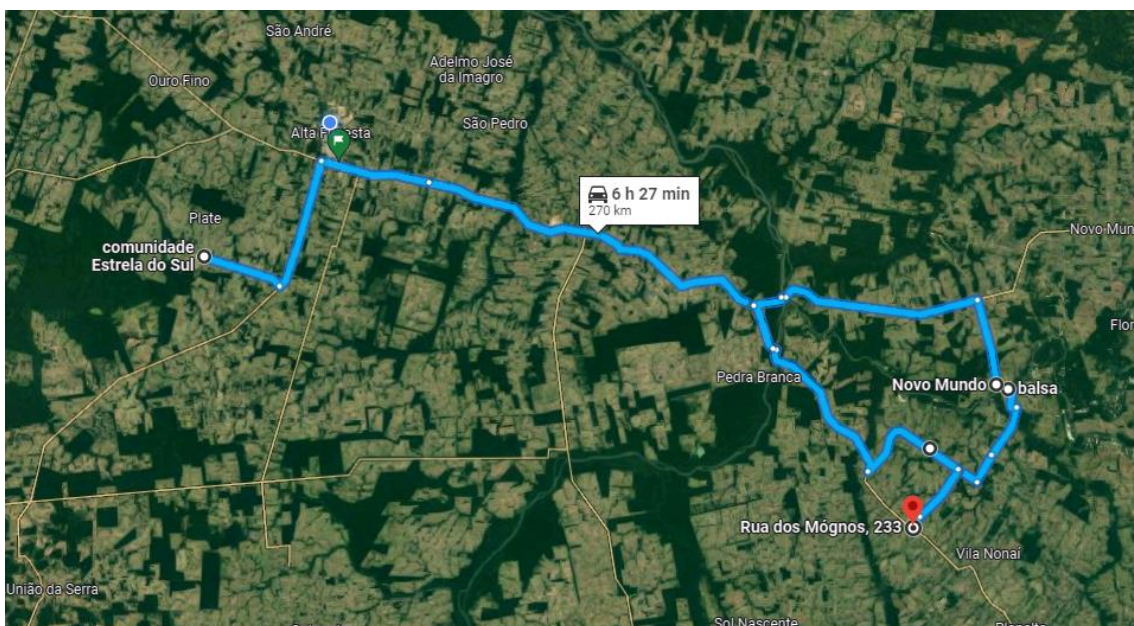 São André
Adelmo José
da Imagro
Ouro Fino
São Pedro
Alta Floresta
6 h 27 min
270 km
Plate
comunidade
Estrela do Sul
Novo Mun
Flor
Pedra Branca
Novo Mundo
balsa
Rua dos Mógnos, 233
Vila Nonaí
União da Serra
Sol Nascente